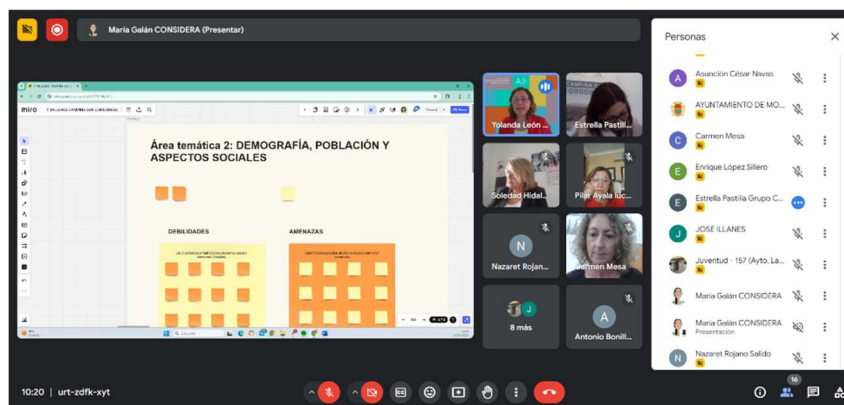 María Galán CONSIDERA (Presentar)
miro
Área temática 2: DEMOGRAFÍA, POBLACIÓN Y
ASPECTOS SOCIALES
DEBILIDADES
AMENAZAS
Yolanda León ...
Estrella Pastill...
Soledad Hidal...
Pilar Ayala luc...
N
Nazaret Rojan...
Carmen Mesa
J
8 más
A
Antonio Bonill...
Personas
A
Asunción César Navas
AYUNTAMIENTO DE MO...
C
Carmen Mesa
E
Enrique López Sillero
E
Estrella Pastilla Grupo C...
J
JOSÉ ILLANES
Juventud - 157 (Ayto. La...
María Galán CONSIDERA
María Galán CONSIDERA
Presentación
N
Nazaret Rojano Salido
10:20 | urt-zdfk-xyt
16